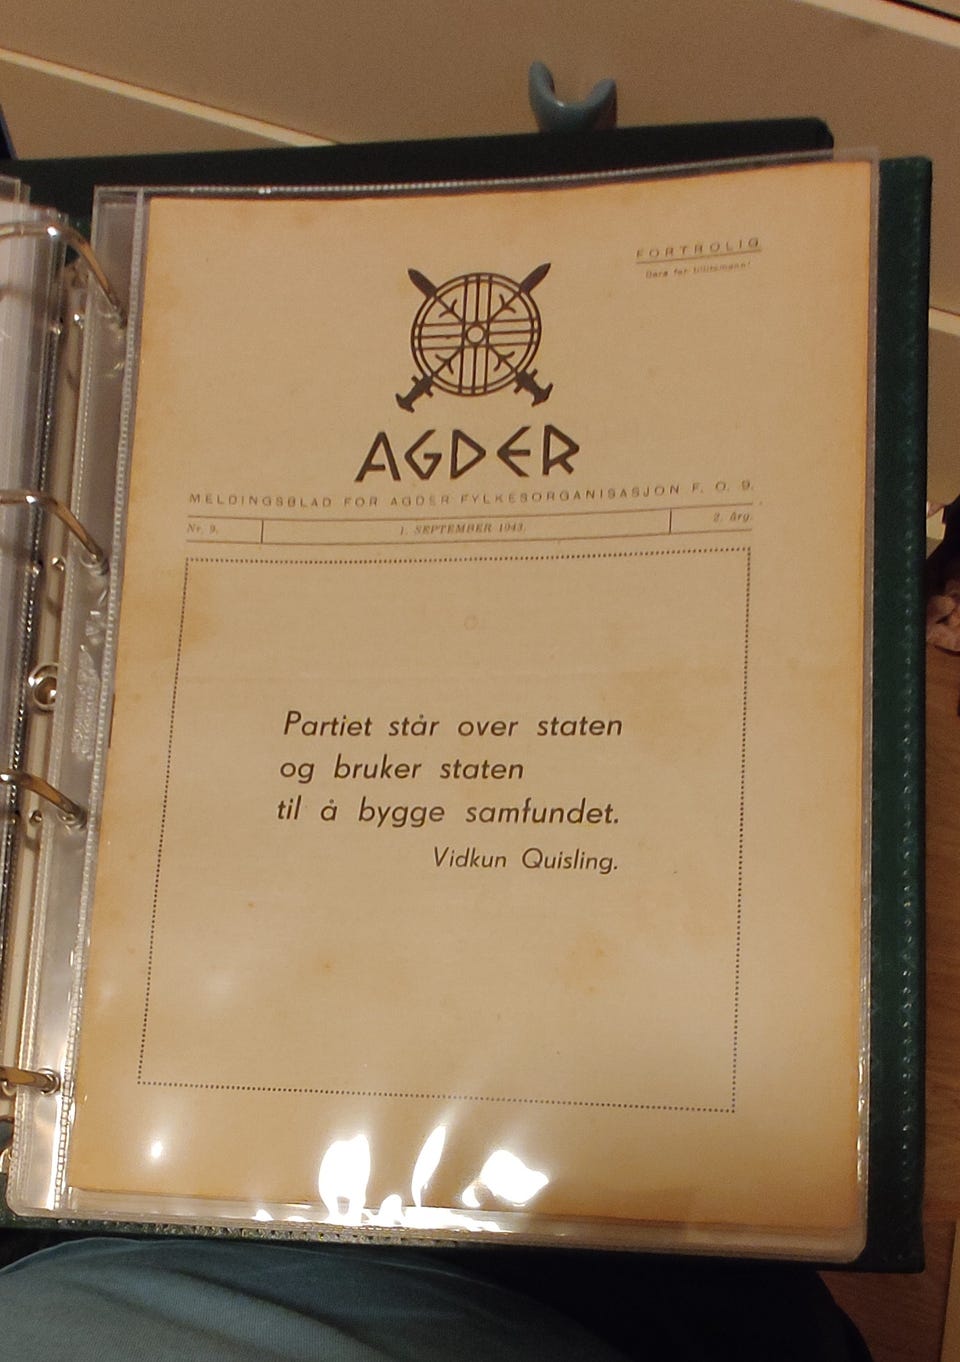 FORTROLIG
Bare for tillitsmenn!
AGDER
MELDINGSBLAD FOR AGDER FYLKESORGANISASJON F. O. 9.
Nr. 9.
1. SEPTEMBER 1943.
2. årg.
Partiet står over staten
og bruker staten
til å bygge samfundet.
Vidkun Quisling.